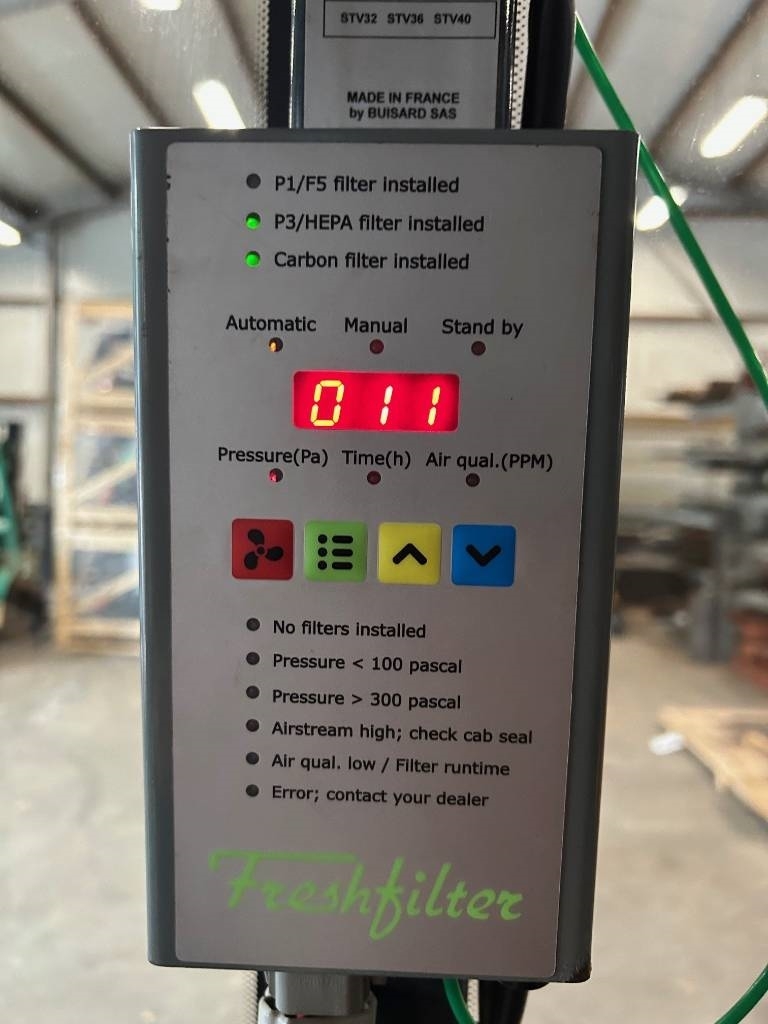 STV32 STV36 STV40
MADE IN FRANCE
by BUISARD SAS
P1/F5 filter installed
P3/HEPA filter installed
Carbon filter installed
Automatic Manual Stand by
011
Pressure(Pa) Time(h) Air qual.(PPM)
No filters installed
Pressure < 100 pascal
Pressure > 300 pascal
Airstream high; check cab seal
Air qual. low / Filter runtime
Error; contact your dealer
Freshfilter